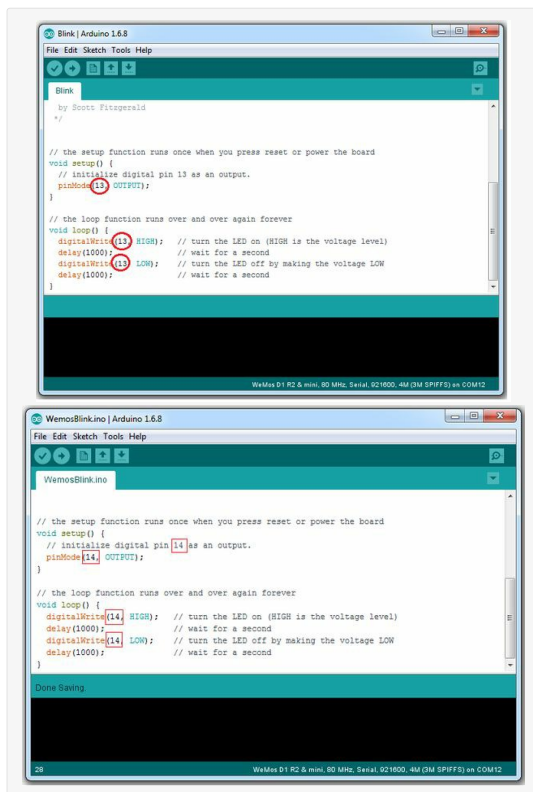 Blink | Arduino 1.6.8
File Edit Sketch Tools Help
Blink
by Scott Fitzgerald
*/
// the setup function runs once when you press reset or power the board
void setup() {
// initialize digital pin 13 as an output.
pinMode(13, OUTPUT);
}
// the loop function runs over and over again forever
void loop() {
digitalWrite(13, HIGH);   // turn the LED on (HIGH is the voltage level)
delay(1000);              // wait for a second
digitalWrite(13, LOW);    // turn the LED off by making the voltage LOW
delay(1000);              // wait for a second
}
WeMos D1 R2 & mini, 80 MHz, Serial, 921600, 4M (3M SPIFFS) on COM12
WemosBlink.ino | Arduino 1.6.8
File Edit Sketch Tools Help
WemosBlink.ino
// the setup function runs once when you press reset or power the board
void setup() {
// initialize digital pin 14 as an output.
pinMode(14, OUTPUT);
}
// the loop function runs over and over again forever
void loop() {
digitalWrite(14, HIGH);   // turn the LED on (HIGH is the voltage level)
delay(1000);              // wait for a second
digitalWrite(14, LOW);    // turn the LED off by making the voltage LOW
delay(1000);              // wait for a second
}
Done Saving.
28 WeMos D1 R2 & mini, 80 MHz, Serial, 921600, 4M (3M SPIFFS) on COM12